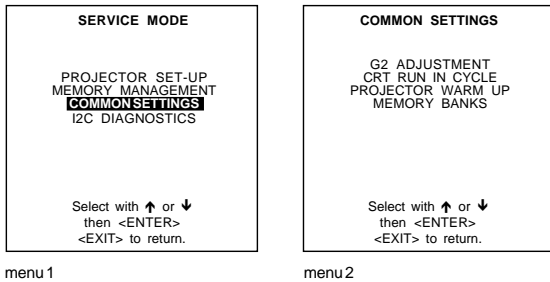 SERVICE MODE
PROJECTOR SET-UP
MEMORY MANAGEMENT
COMMON SETTINGS
I2C DIAGNOSTICS
Select with ↑ or ↓
then <ENTER>
<EXIT> to return.
menu 1
COMMON SETTINGS
G2 ADJUSTMENT
CRT RUN IN CYCLE
PROJECTOR WARM UP
MEMORY BANKS
Select with ↑ or ↓
then <ENTER>
<EXIT> to return.
menu 2